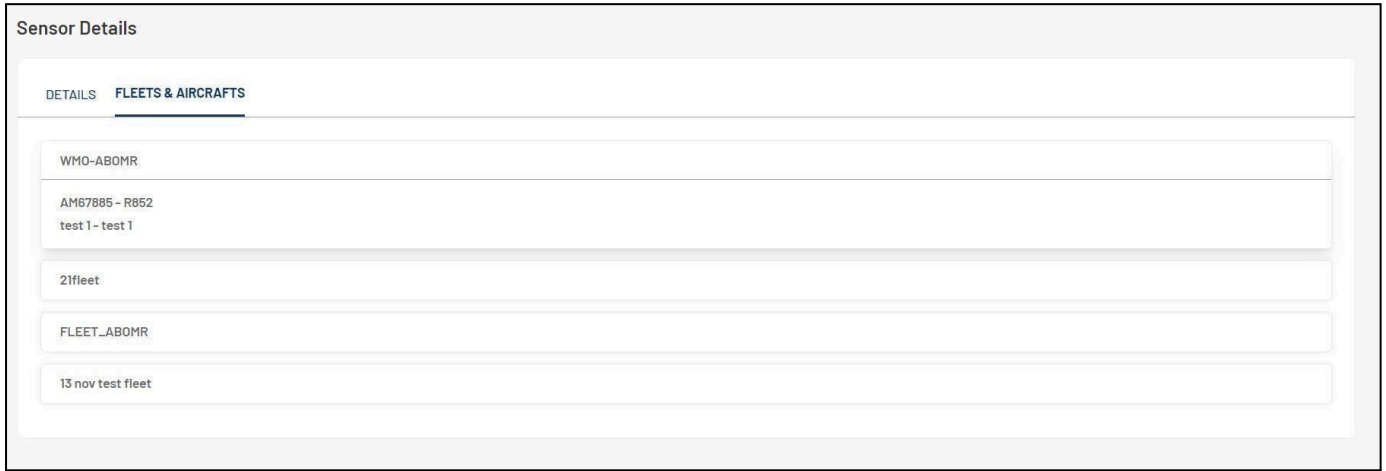 Sensor Details
DETAILS FLEETS & AIRCRAFTS
WMO-ABOMR
AM67885 - R852
test 1 - test 1
21fleet
FLEET_ABOMR
13 nov test fleet